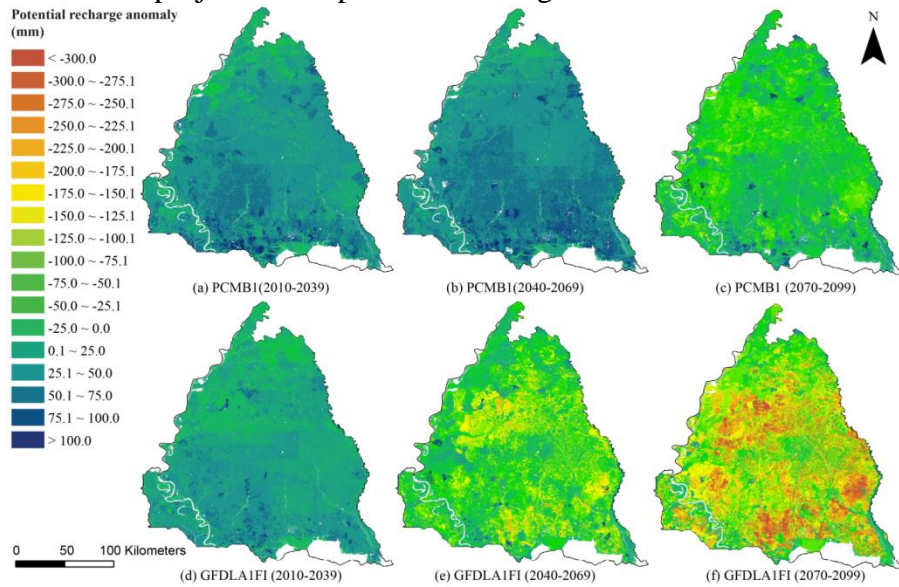 Potential recharge anomaly
(mm)
< -300.0
-300.0 ~ -275.1
-275.0 ~ -250.1
-250.0 ~ -225.1
-225.0 ~ -200.1
-200.0 ~ -175.1
-175.0 ~ -150.1
-150.0 ~ -125.1
-125.0 ~ -100.1
-100.0 ~ -75.1
-75.0 ~ -50.1
-50.0 ~ -25.1
-25.0 ~ 0.0
0.1 ~ 25.0
25.1 ~ 50.0
50.1 ~ 75.0
75.1 ~ 100.0
> 100.0
N
(a) PCMB1(2010-2039)
(b) PCMB1(2040-2069)
(c) PCMB1 (2070-2099)
0 50 100 Kilometers
(d) GFDLA1FI (2010-2039)
(e) GFDLA1FI (2040-2069)
(f) GFDLA1FI (2070-2099)